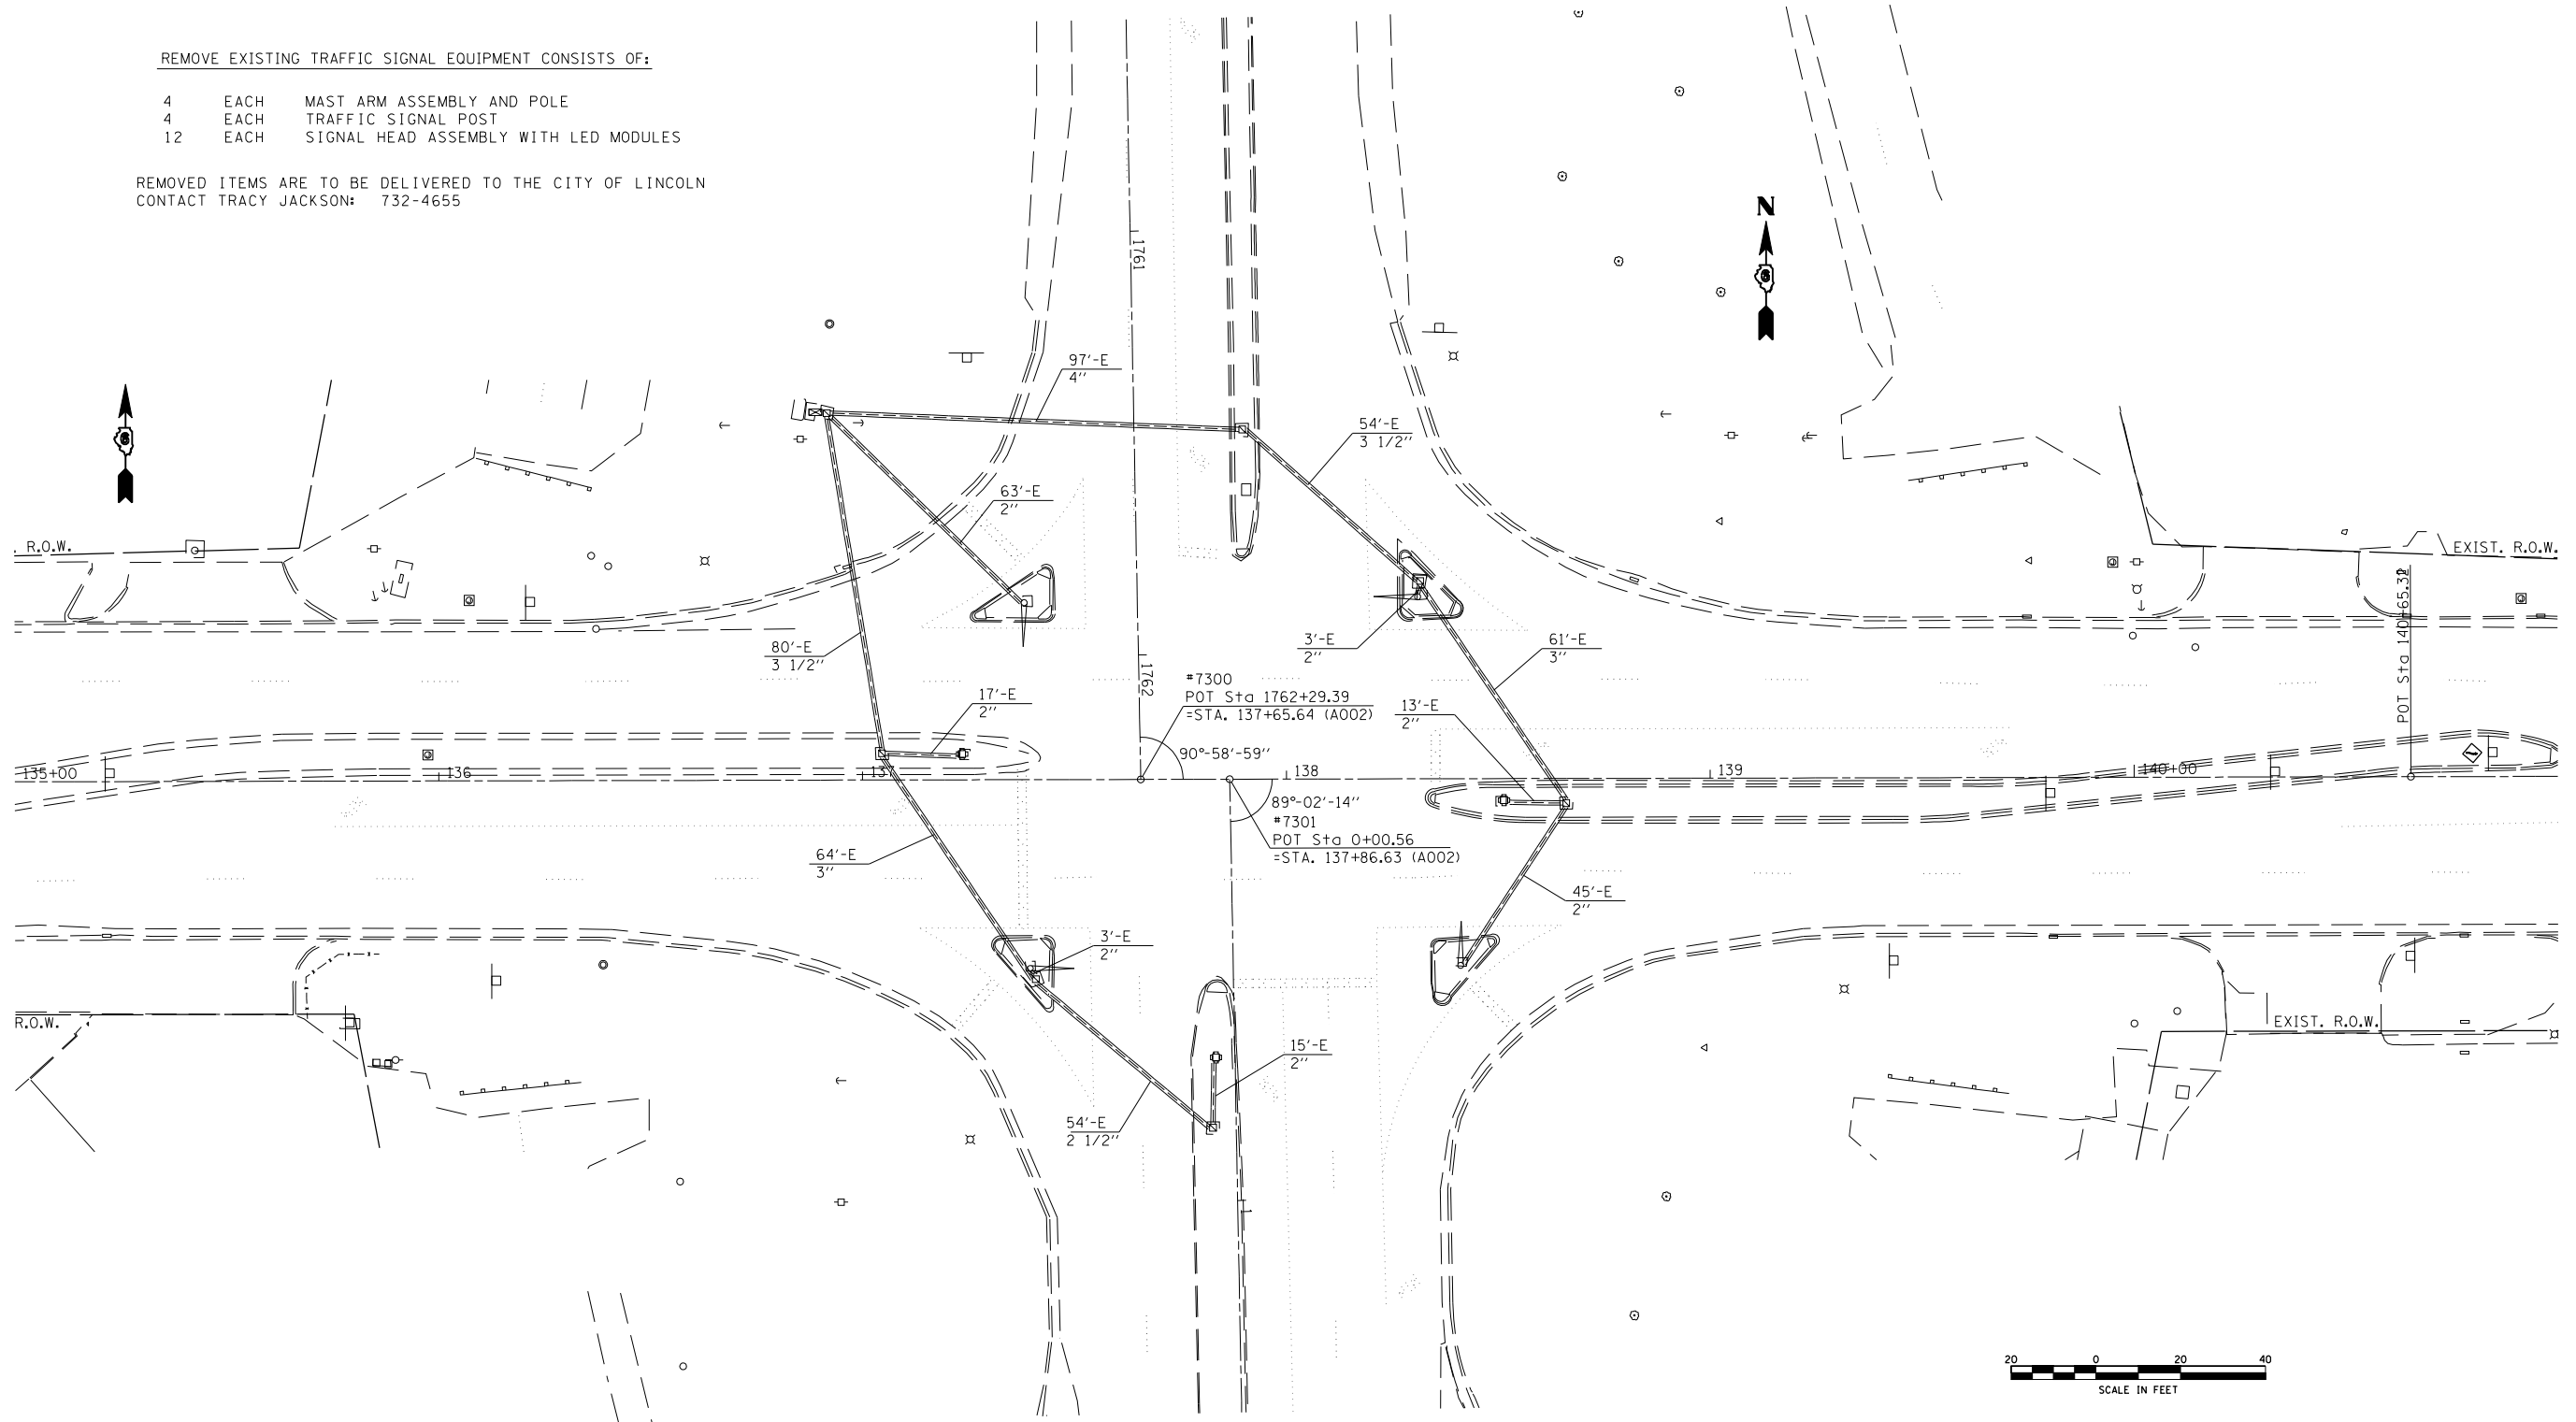 REMOVE EXISTING TRAFFIC SIGNAL EQUIPMENT CONSISTS OF:
4 EACH MAST ARM ASSEMBLY AND POLE
4 EACH TRAFFIC SIGNAL POST
12 EACH SIGNAL HEAD ASSEMBLY WITH LED MODULES
REMOVED ITEMS ARE TO BE DELIVERED TO THE CITY OF LINCOLN
CONTACT TRACY JACKSON: 732-4655
N
6
1761
97'-E
4''
54'-E
3 1/2''
6
63'-E
2''
. R.O.W.
EXIST. R.O.W.
POT Sta 140+65.32
80'-E
3 1/2''
3'-E
2''
61'-E
3''
1762
#7300
POT Sta 1762+29.39
=STA. 137+65.64 (A002)
17'-E
2''
13'-E
2''
90°-58'-59''
135+00
136
137
138
139
140+00
89°-02'-14''
#7301
POT Sta 0+00.56
=STA. 137+86.63 (A002)
64'-E
3''
45'-E
2''
3'-E
2''
R.O.W.
EXIST. R.O.W.
15'-E
2''
54'-E
2 1/2''
20 0 20 40
SCALE IN FEET